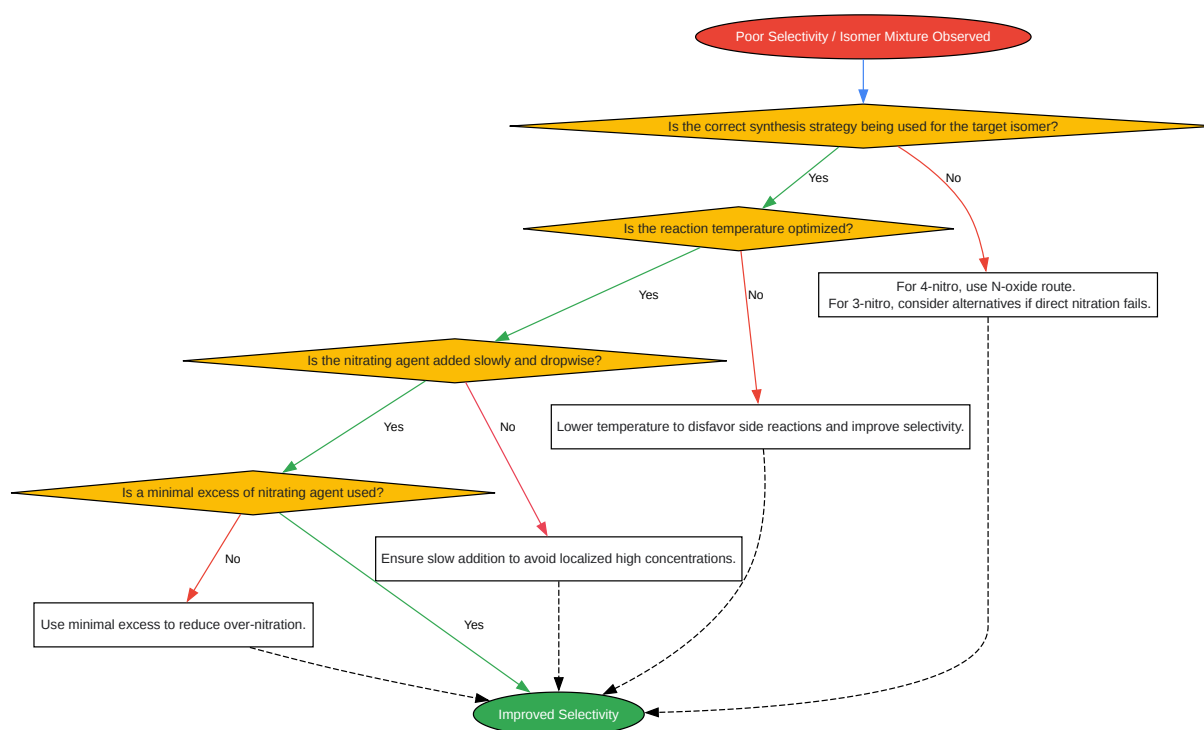 Poor Selectivity / Isomer Mixture Observed
Is the correct synthesis strategy being used for the target isomer?
Yes
No
Is the reaction temperature optimized?
For 4-nitro, use N-oxide route.
For 3-nitro, consider alternatives if direct nitration fails.
Yes
No
Is the nitrating agent added slowly and dropwise?
Lower temperature to disfavor side reactions and improve selectivity.
Yes
No
Is a minimal excess of nitrating agent used?
Ensure slow addition to avoid localized high concentrations.
No
Use minimal excess to reduce over-nitration.
Yes
Improved Selectivity